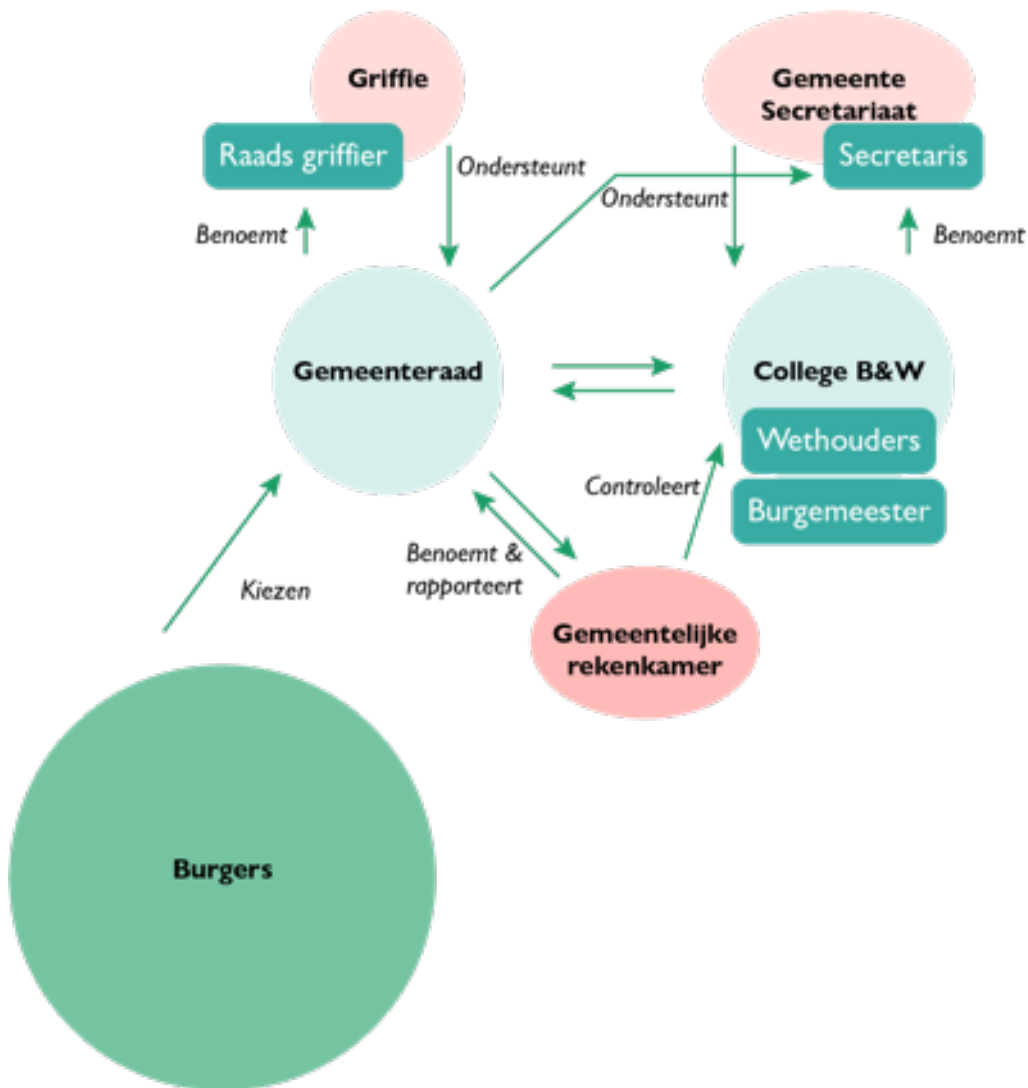 Griffie
Gemeente
Secretariaat
Raads griffier
Secretaris
Ondersteunt
Ondersteunt
Benoemt
Benoemt
Gemeenteraad
College B&W
Wethouders
Burgemeester
Controleert
Benoemt &
rapporteert
Kiezen
Gemeentelijke
rekenkamer
Burgers